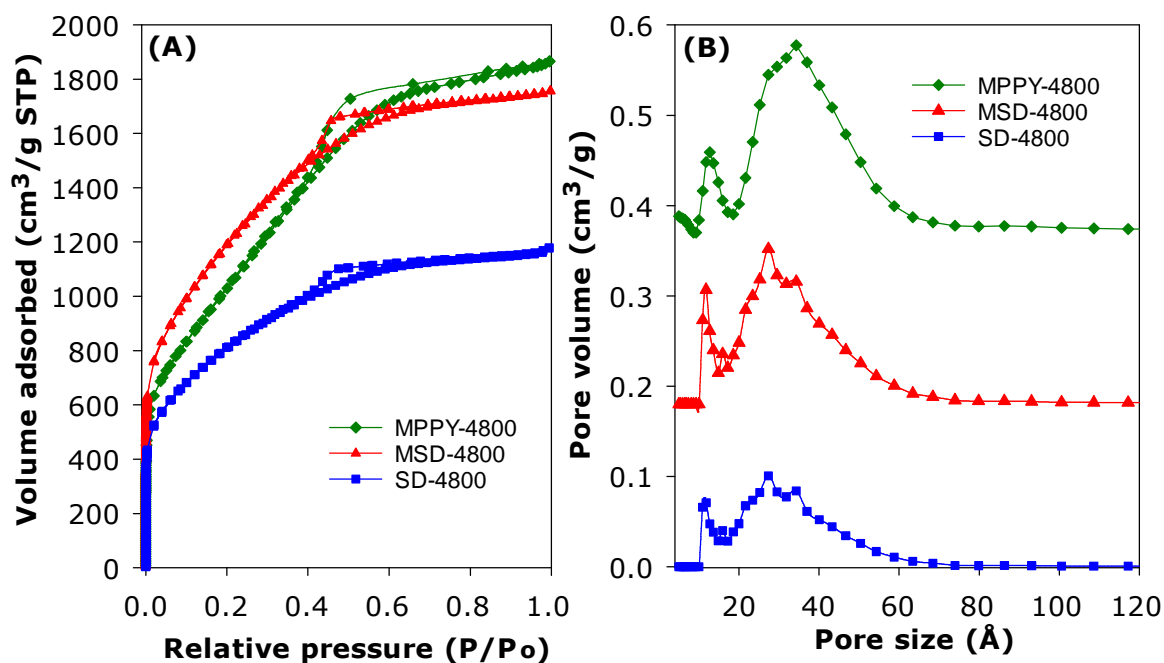 (A)
Volume adsorbed (cm³/g STP)
2000
1800
1600
1400
1200
1000
800
600
400
200
0
MPPY-4800
MSD-4800
SD-4800
0.0 0.2 0.4 0.6 0.8 1.0
Relative pressure (P/Po)
(B)
Pore volume (cm³/g)
0.6
0.5
0.4
0.3
0.2
0.1
0.0
MPPY-4800
MSD-4800
SD-4800
20 40 60 80 100 120
Pore size (Å)